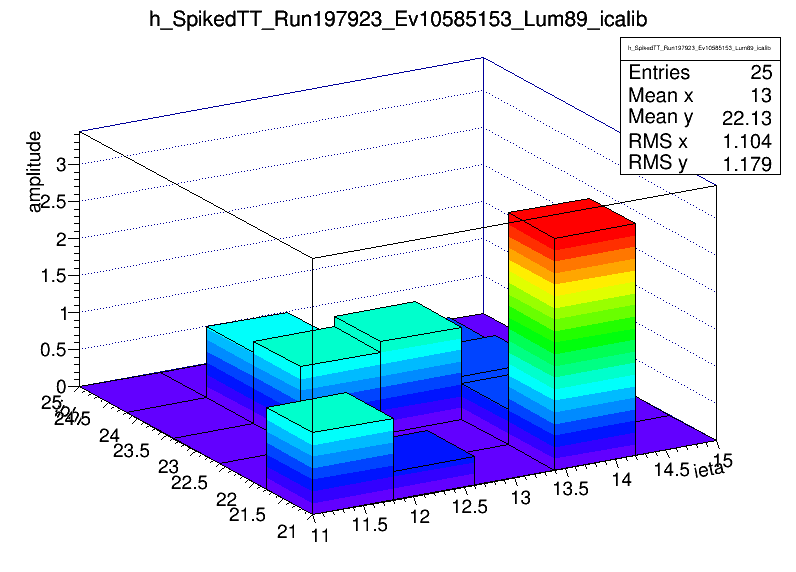 h_SpikedTT_Run197923_Ev10585153_Lum89_icalib
h_SpikedTT_Run197923_Ev10585153_Lum89_icalib
Entries 25
Mean x 13
Mean y 22.13
RMS x 1.104
RMS y 1.179
amplitude
3
2.5
2
1.5
1
0.5
0
25
24.5
24
23.5
23
22.5
22
21.5
21
11
11.5
12
12.5
13
13.5
14
14.5
15
ieta